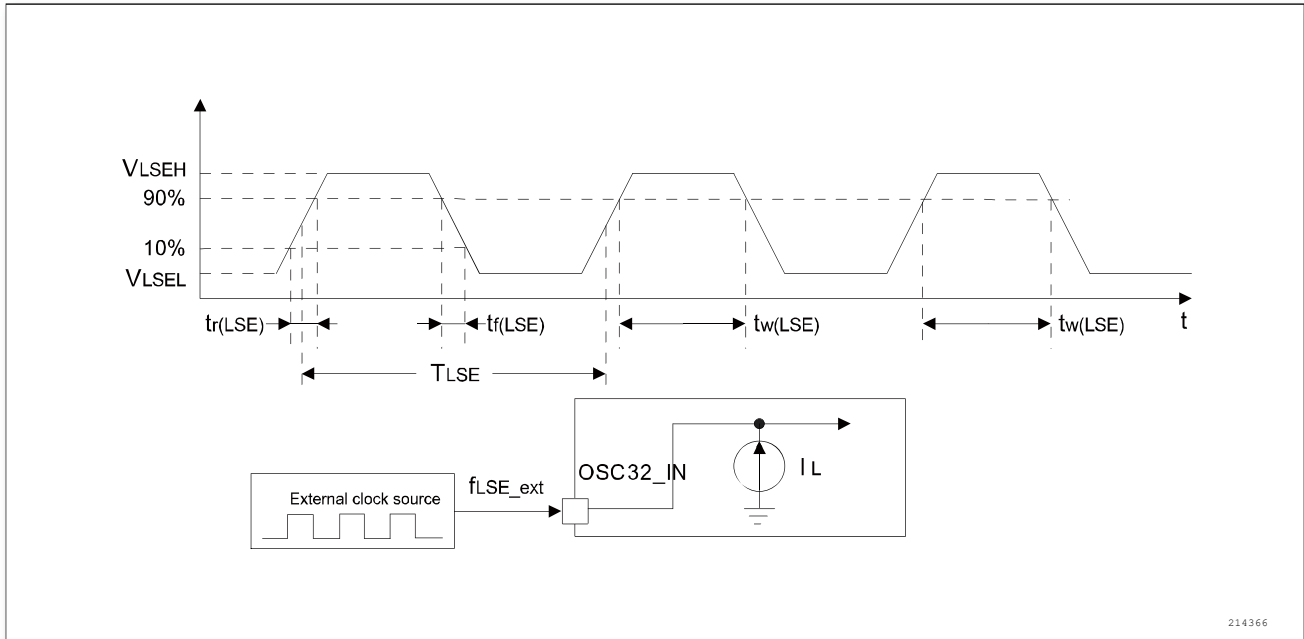 VLSEH
90%
10%
VLSEL
tr(LSE)
tf(LSE)
tw(LSE)
tw(LSE)
t
TLSE
OSC32_IN
IL
fLSE_ext
External clock source
214366